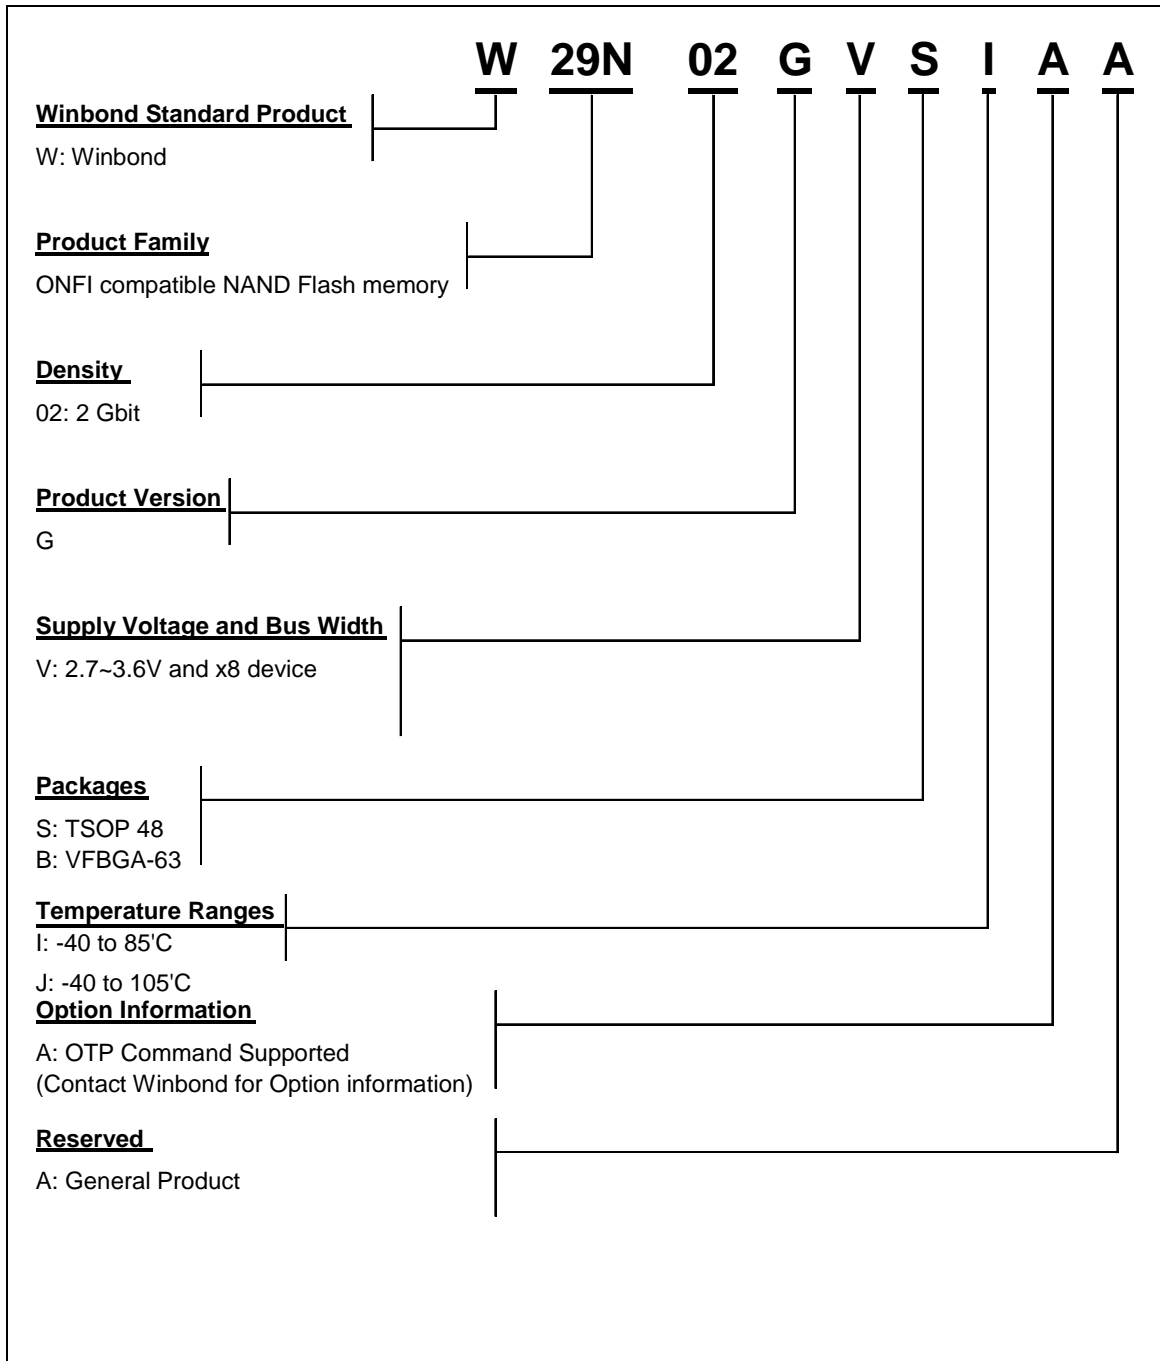 W 29N 02 G V S I A A
Winbond Standard Product
W: Winbond
Product Family
ONFI compatible NAND Flash memory
Density
02: 2 Gbit
Product Version
G
Supply Voltage and Bus Width
V: 2.7~3.6V and x8 device
Packages
S: TSOP 48
B: VFBGA-63
Temperature Ranges
I: -40 to 85'C
J: -40 to 105'C
Option Information
A: OTP Command Supported
(Contact Winbond for Option information)
Reserved
A: General Product